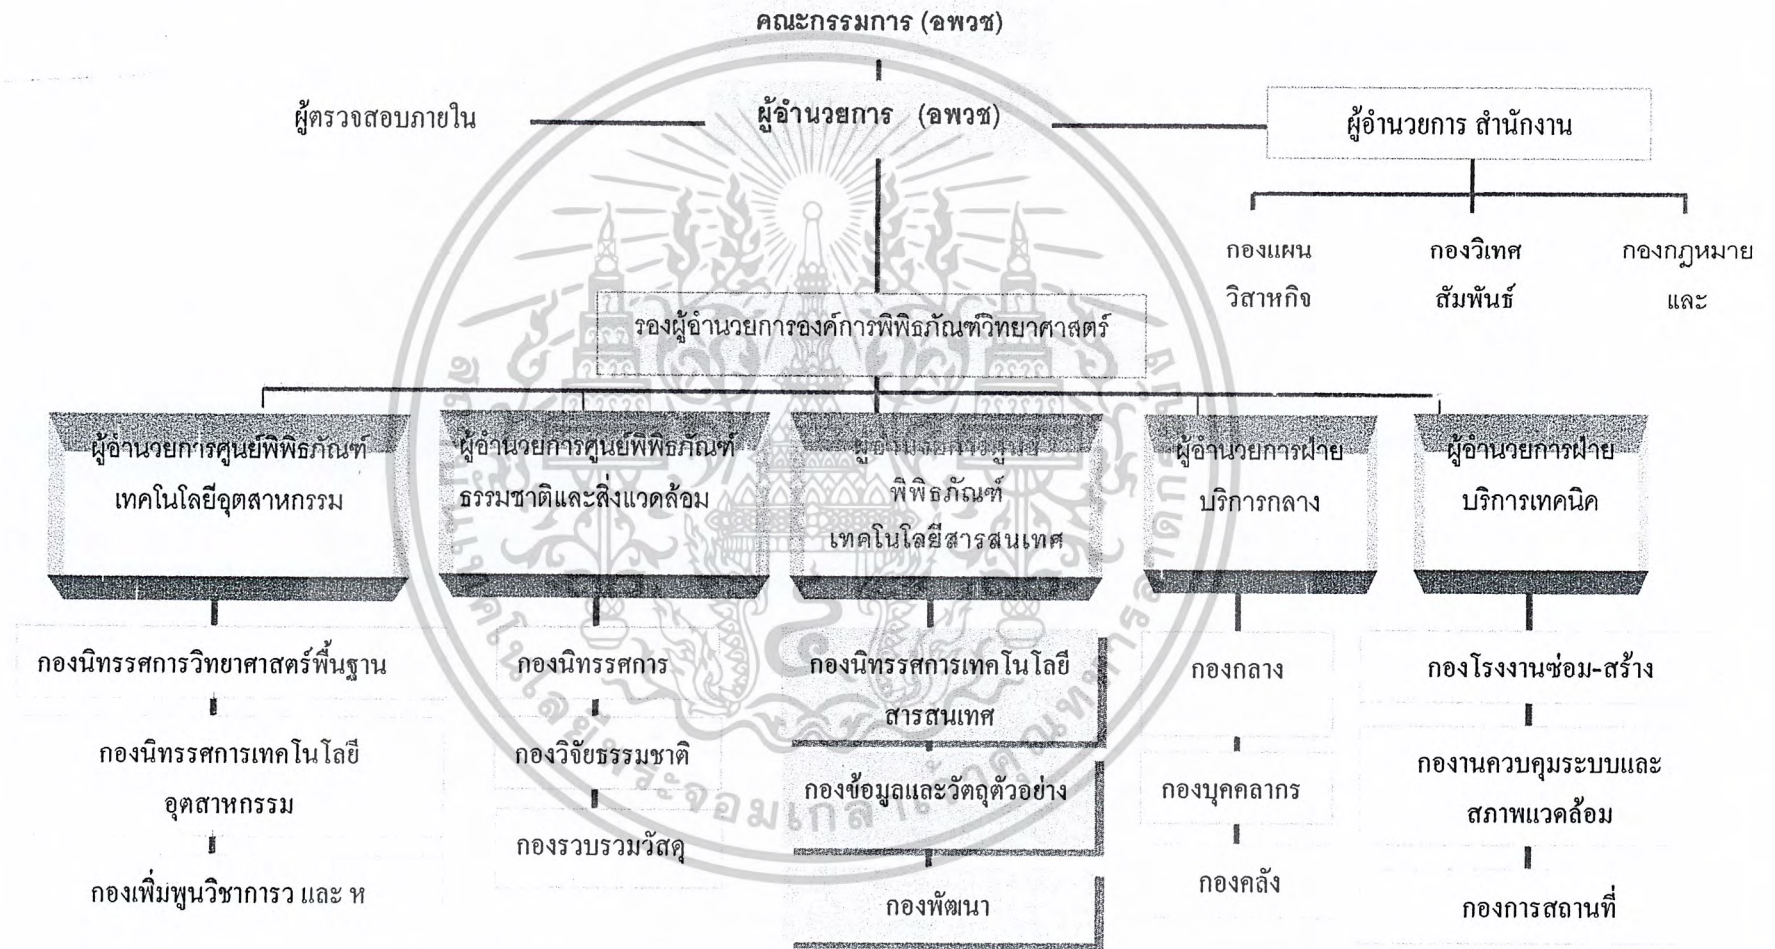 คณะกรรมการ (อพวช)
ผู้ตรวจสอบภายใน
ผู้อำนวยการ (อพวช)
ผู้อำนวยการ สำนักงาน
กองแผน
วิสาหกิจ
กองวิเทศ
สัมพันธ์
กองกฎหมาย
และ
รองผู้อำนวยการองค์การพิพิธภัณฑ์วิทยาศาสตร์
ผู้อำนวยการศูนย์พิพิธภัณฑ์
เทคโนโลยีอุตสาหกรรม
ผู้อำนวยการศูนย์พิพิธภัณฑ์
ธรรมชาติและสิ่งแวดล้อม
ผู้อำนวยการศูนย์
พิพิธภัณฑ์
เทคโนโลยีสารสนเทศ
ผู้อำนวยการฝ่าย
บริการกลาง
ผู้อำนวยการฝ่าย
บริการเทคนิค
กองนิทรรศการวิทยาศาสตร์พื้นฐาน
กองนิทรรศการเทคโนโลยี
อุตสาหกรรม
กองเพิ่มพูนวิชาการว และ ห
กองนิทรรศการ
กองวิจัยธรรมชาติ
กองรวบรวมวัสดุ
กองนิทรรศการเทคโนโลยี
สารสนเทศ
กองข้อมูลและวัตถุตัวอย่าง
กองพัฒนา
กองกลาง
กองบุคคลากร
กองคลัง
กองโรงงานซ่อม-สร้าง
กองานควบคุมระบบและ
สภาพแวคล้อม
กองการสถานที่